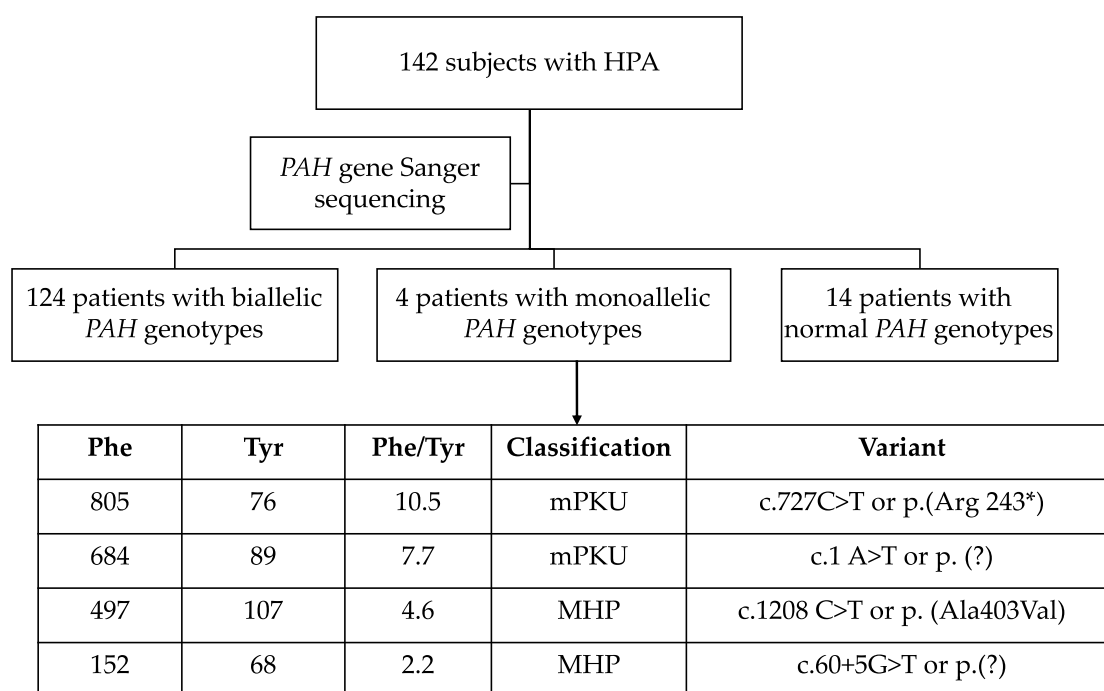 142 subjects with HPA
PAH gene Sanger
sequencing
124 patients with biallelic
PAH genotypes
4 patients with monoallelic
PAH genotypes
14 patients with
normal PAH genotypes
Phe Tyr Phe/Tyr Classification Variant
805 76 10.5 mPKU c.727C>T or p.(Arg 243*)
684 89 7.7 mPKU c.1 A>T or p. (?)
497 107 4.6 MHP c.1208 C>T or p. (Ala403Val)
152 68 2.2 MHP c.60+5G>T or p.(?)